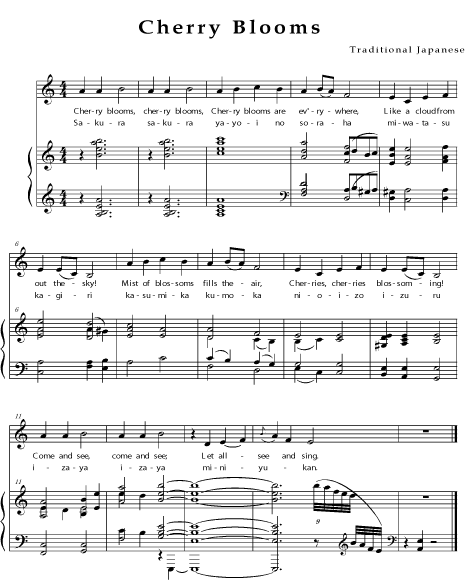 Cherry Blooms
Traditional Japanese
Cher-ry blooms, cher-ry blooms, Cher-ry blooms are ev'-ry-where, Like a cloud from
Sa-ku-ra sa-ku-ra ya-yo-i no so-ra-ha mi-wa-ta-su
6
out the-sky! Mist of blos-soms fills the-air, Cher-ries, cher-ries blos-som-ing!
ka-gi-ri ka-su-mi-ka ku-mo-ka ni-o-i-zo i-zu-ru
6
11
Come and see, come and see; Let all-see and sing.
i-za-ya i-za-ya mi-ni-yu-kan.
11
9
9